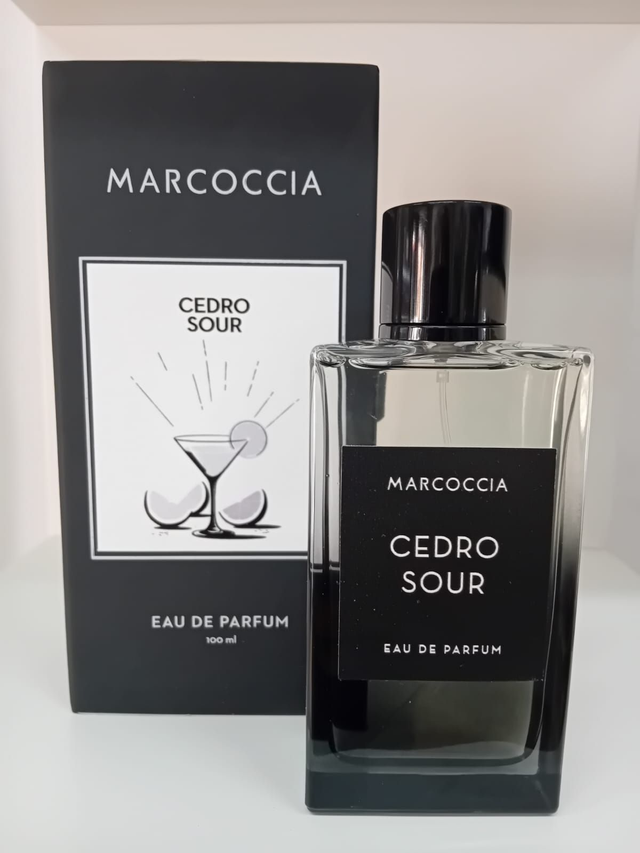 MARCOCCIA
CEDRO
SOUR
EAU DE PARFUM
100 ml
MARCOCCIA
CEDRO
SOUR
EAU DE PARFUM